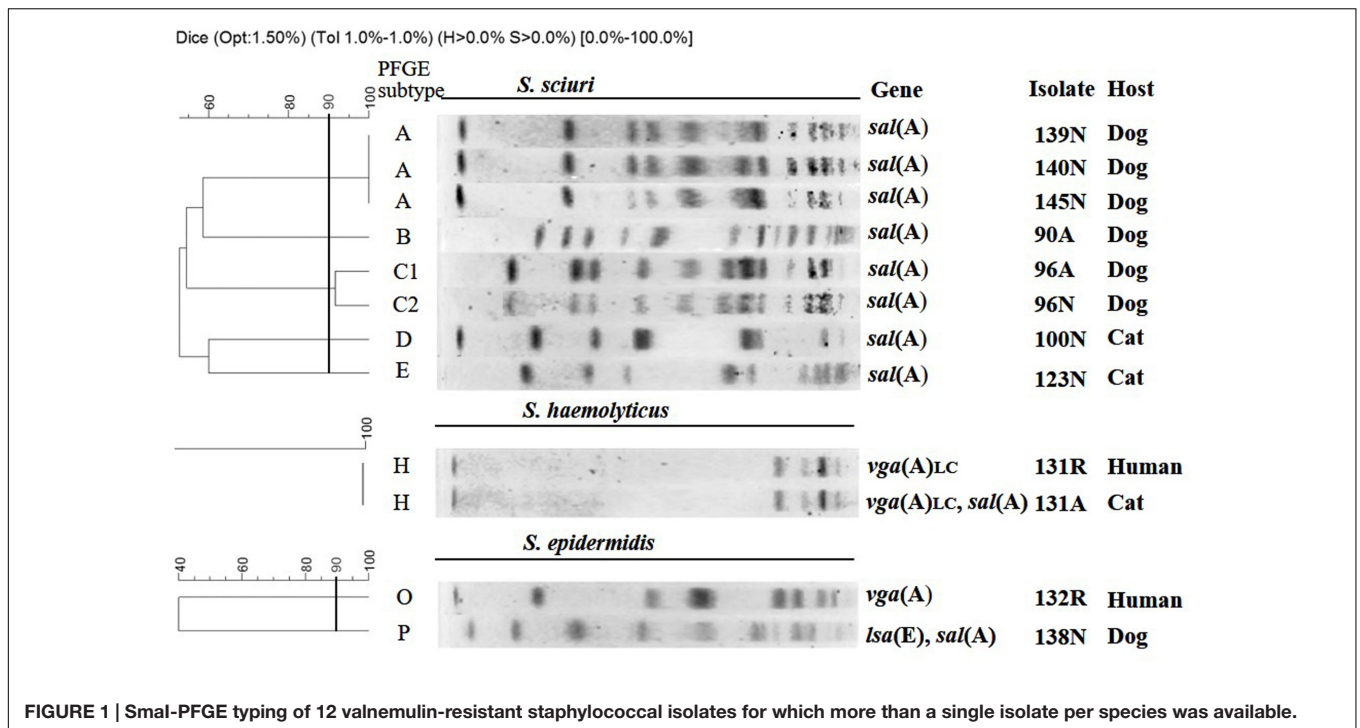 Dice (Opt:1.50%) (Tol 1.0%-1.0%) (H>0.0% S>0.0%) [0.0%-100.0%]
PFGE
subtype
S. sciuri
Gene Isolate Host
60 80 90 100
A sal(A) 139N Dog
A sal(A) 140N Dog
A sal(A) 145N Dog
B sal(A) 90A Dog
C1 sal(A) 96A Dog
C2 sal(A) 96N Dog
D sal(A) 100N Cat
E sal(A) 123N Cat
S. haemolyticus
100
H vga(A)LC 131R Human
H vga(A)LC, sal(A) 131A Cat
S. epidermidis
40 60 80 90 100
O vga(A) 132R Human
P lsa(E), sal(A) 138N Dog
FIGURE 1 | SmaI-PFGE typing of 12 valnemulin-resistant staphylococcal isolates for which more than a single isolate per species was available.